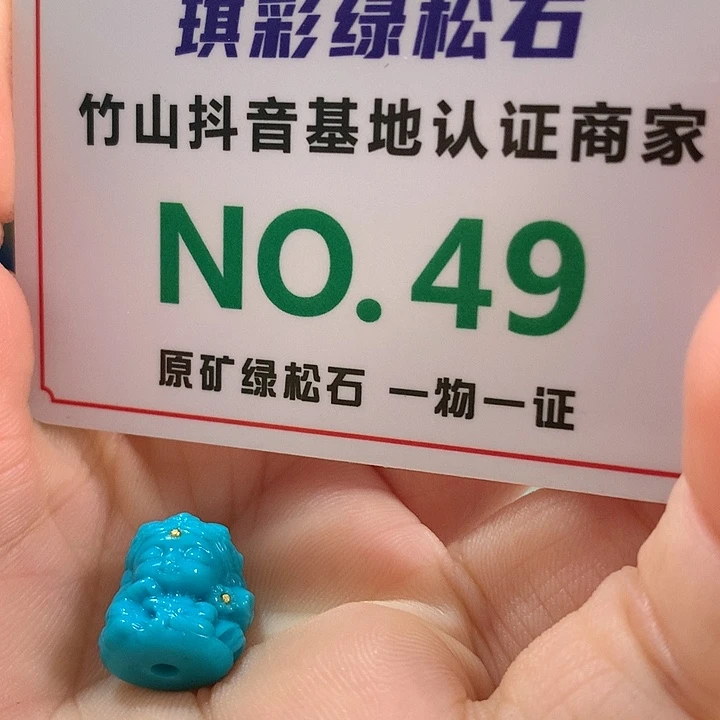 琪彩绿松石
竹山抖音基地认证商家
NO.49
原矿绿松石 一物一证